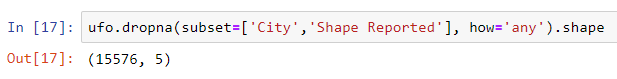 In [17]: ufo.dropna(subset=['City','Shape Reported'], how='any').shape
Out[17]: (15576, 5)